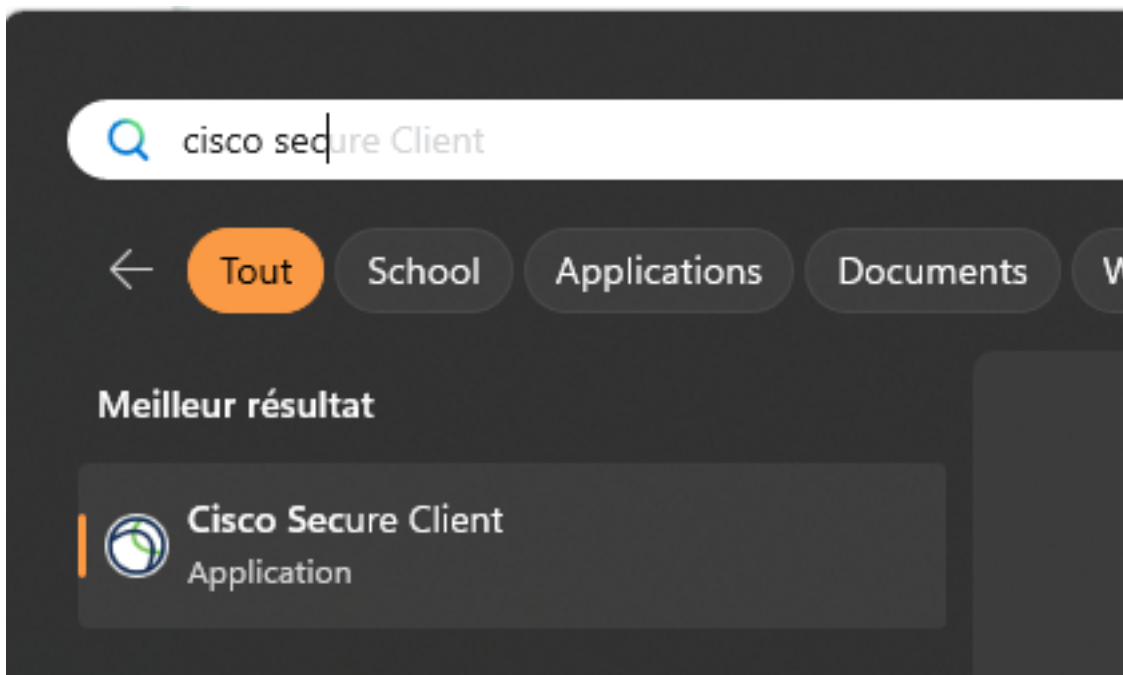 cisco secure Client
Tout School Applications Documents W
Meilleur résultat
Cisco Secure Client
Application